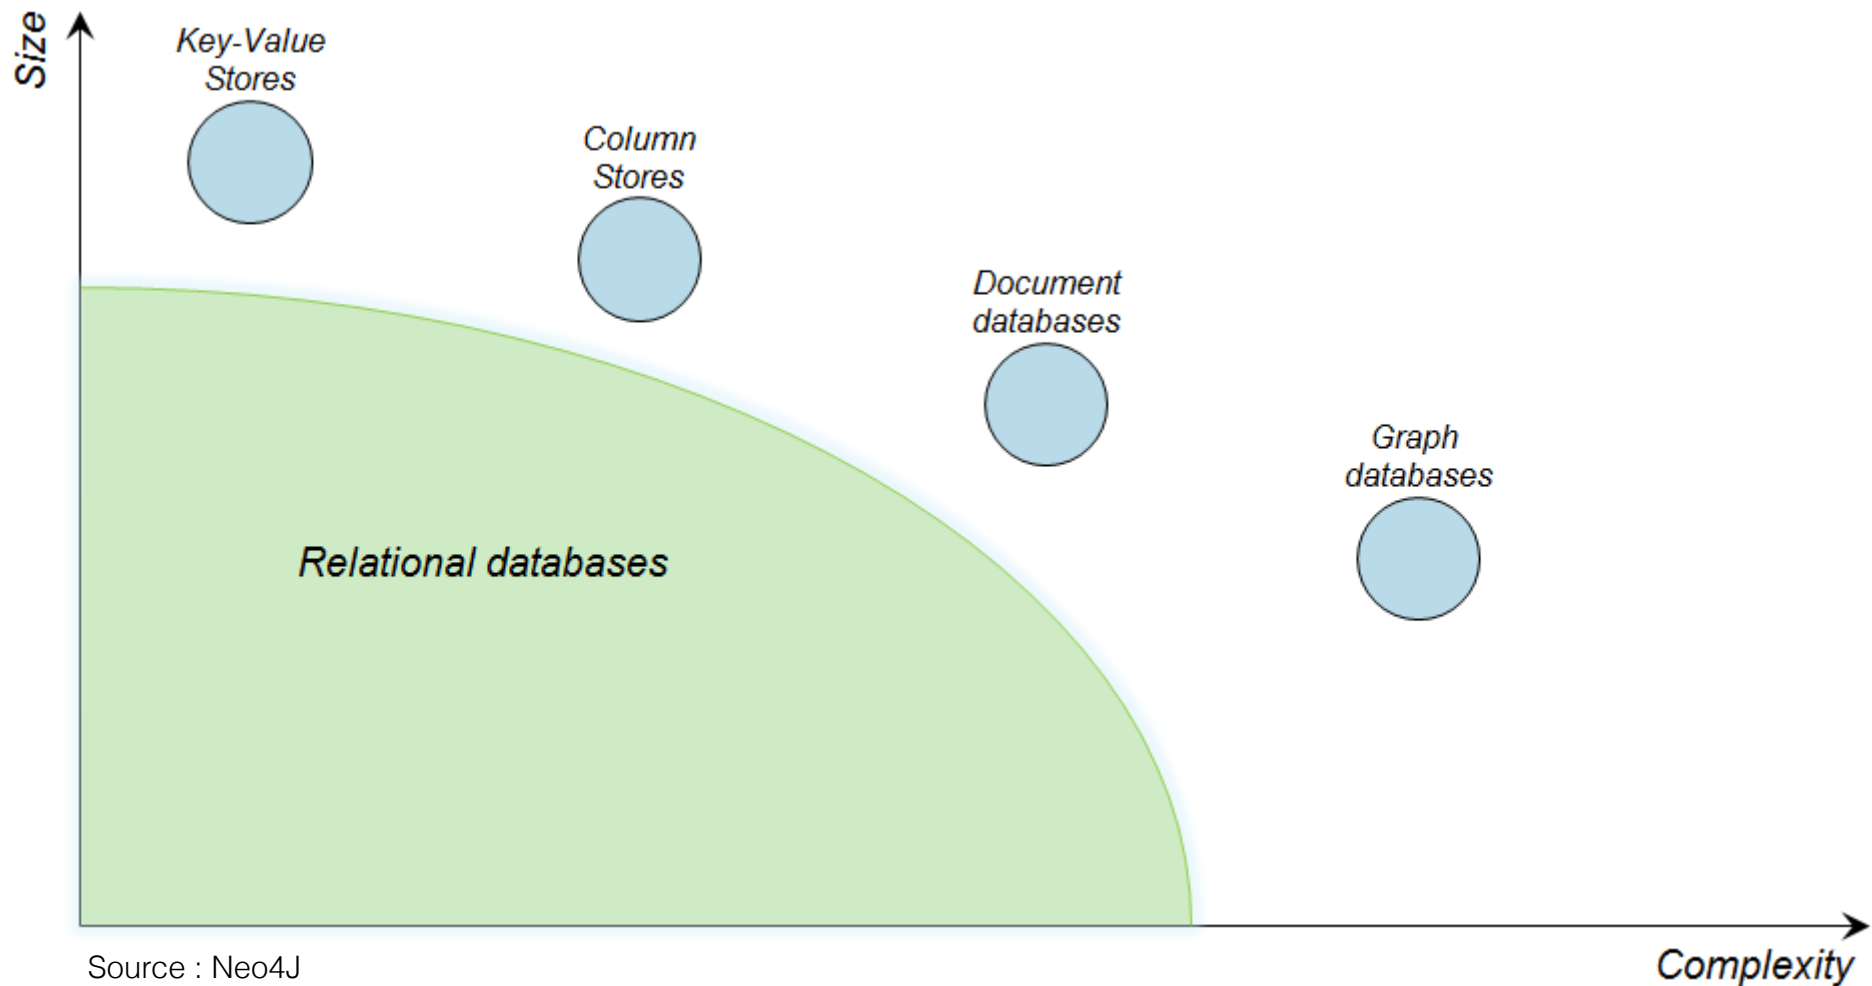 Size
Key-Value
Stores
Column
Stores
Document
databases
Graph
databases
Relational databases
Source : Neo4J
Complexity